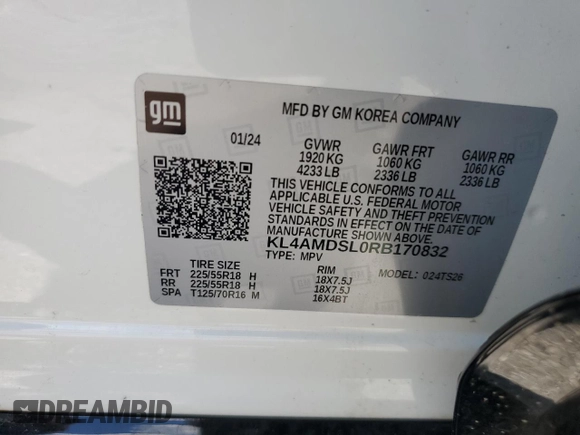 gm
MFD BY GM KOREA COMPANY
01/24 GVWR GAWR FRT GAWR RR
1920 KG 1060 KG 1060 KG
4233 LB 2336 LB 2336 LB
THIS VEHICLE CONFORMS TO ALL
APPLICABLE U.S. FEDERAL MOTOR
VEHICLE SAFETY AND THEFT PREVENTION
STANDARDS IN EFFECT ON THE DATE OF
MANUFACTURE SHOWN ABOVE.
KL4AMDSL0RB170832
TYPE: MPV MODEL: 024TS26
TIRE SIZE RIM
FRT 225/55R18 H 18X7.5J
RR 225/55R18 H 18X7.5J
SPA T125/70R16 M 16X4BT
DREAMBID